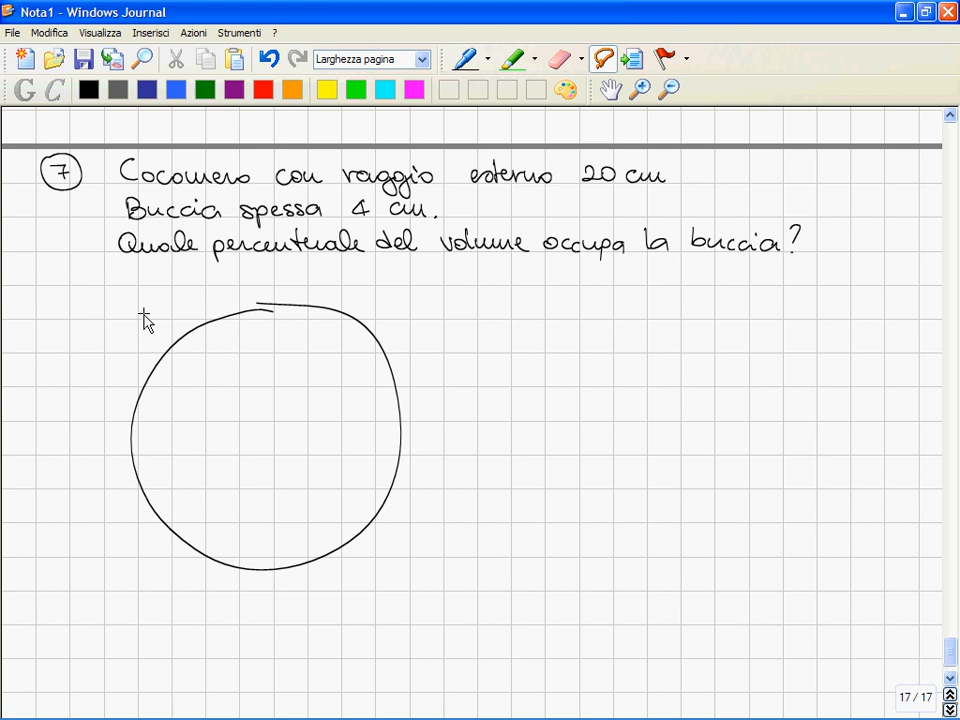 Nota1 - Windows Journal
File Modifica Visualizza Inserisci Azioni Strumenti ?
Larghezza pagina
G C
7 Cocomero con raggio esterno 20 cm
Buccia spessa 4 cm.
Quale percentuale del volume occupa la buccia?
17 / 17